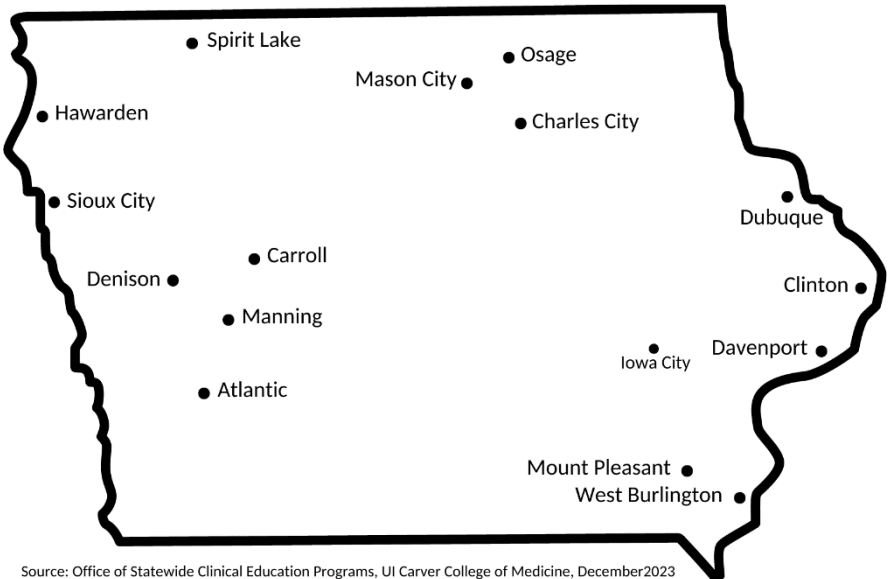 Spirit Lake
Osage
Mason City
Hawarden
Charles City
Sioux City
Dubuque
Carroll
Denison
Clinton
Manning
Davenport
Iowa City
Atlantic
Mount Pleasant
West Burlington
Source: Office of Statewide Clinical Education Programs, UI Carver College of Medicine, December2023